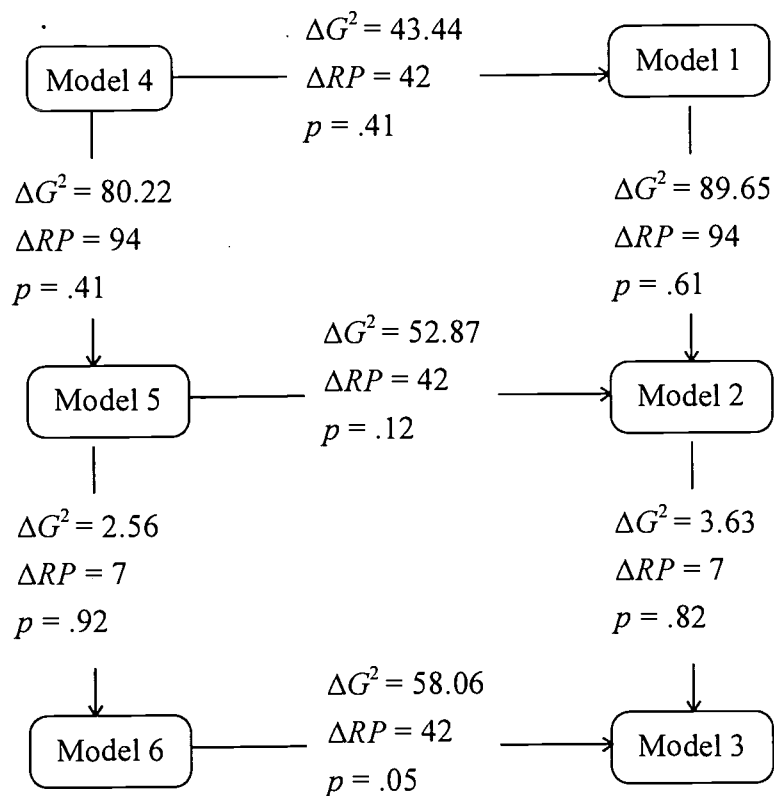 ΔG² = 43.44
Model 4
ΔRP = 42
Model 1
p = .41
ΔG² = 80.22
ΔRP = 94
p = .41
ΔG² = 89.65
ΔRP = 94
p = .61
ΔG² = 52.87
Model 5
ΔRP = 42
Model 2
p = .12
ΔG² = 2.56
ΔRP = 7
p = .92
ΔG² = 3.63
ΔRP = 7
p = .82
ΔG² = 58.06
Model 6
ΔRP = 42
Model 3
p = .05